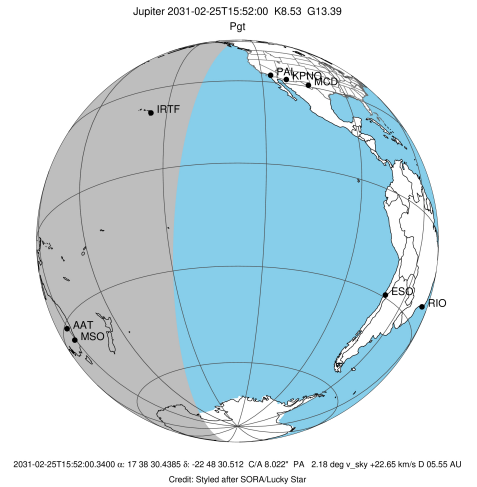 Jupiter 2031-02-25T15:52:00 K8.53 G13.39
Pgt
PAL
KPNO
MCD
IRTF
ESO
RIO
AAT
MSO
2031-02-25T15:52:00.3400 α: 17 38 30.4385 δ: -22 48 30.512 C/A 8.022" PA 2.18 deg v_sky +22.65 km/s D 05.55 AU
Credit: Styled after SORA/Lucky Star